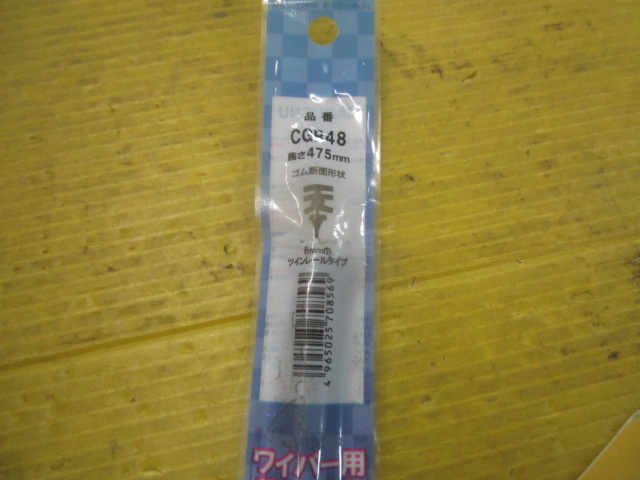 品番
CGB48
長さ475mm
ゴム断面形状
6mm巾
ツインレールタイプ
4965025708569
ワイパー用